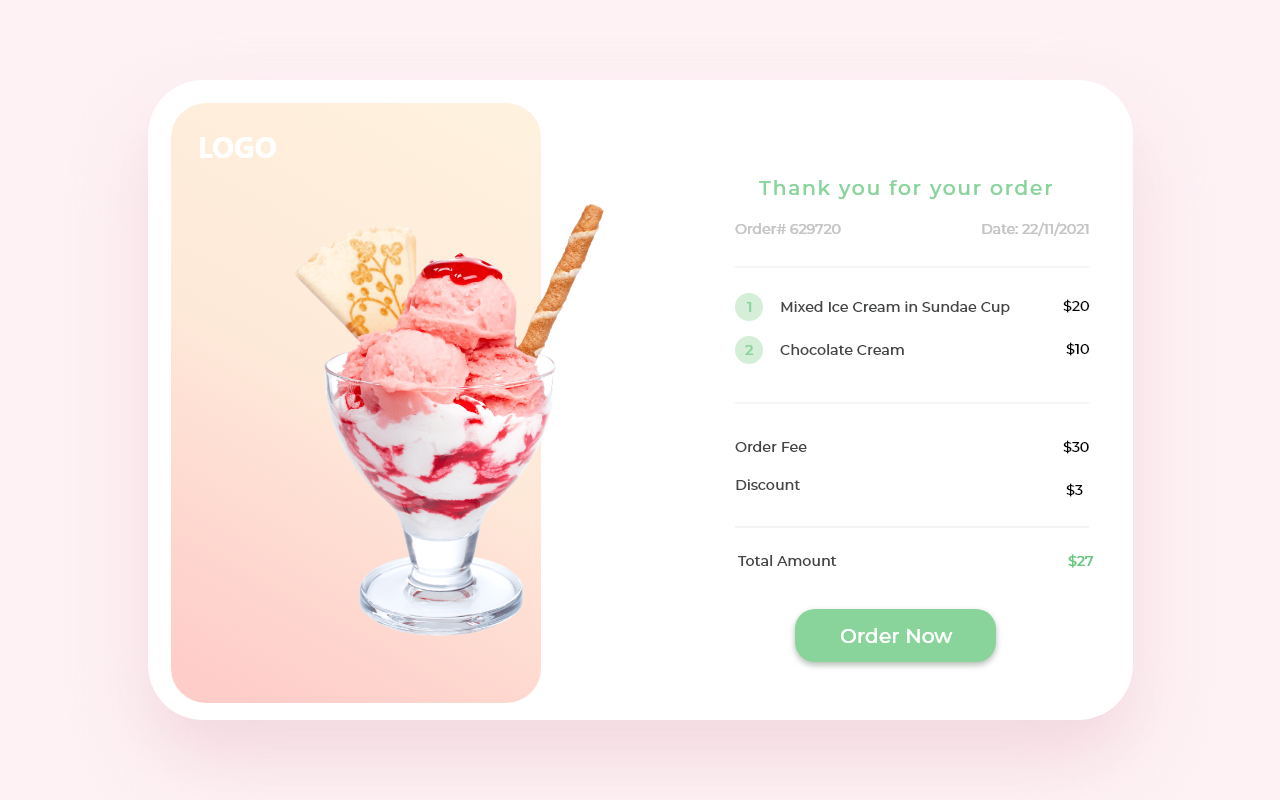 LOGO
Thank you for your order
Order# 629720 Date: 22/11/2021
1 Mixed Ice Cream in Sundae Cup $20
2 Chocolate Cream $10
Order Fee $30
Discount $3
Total Amount $27
Order Now